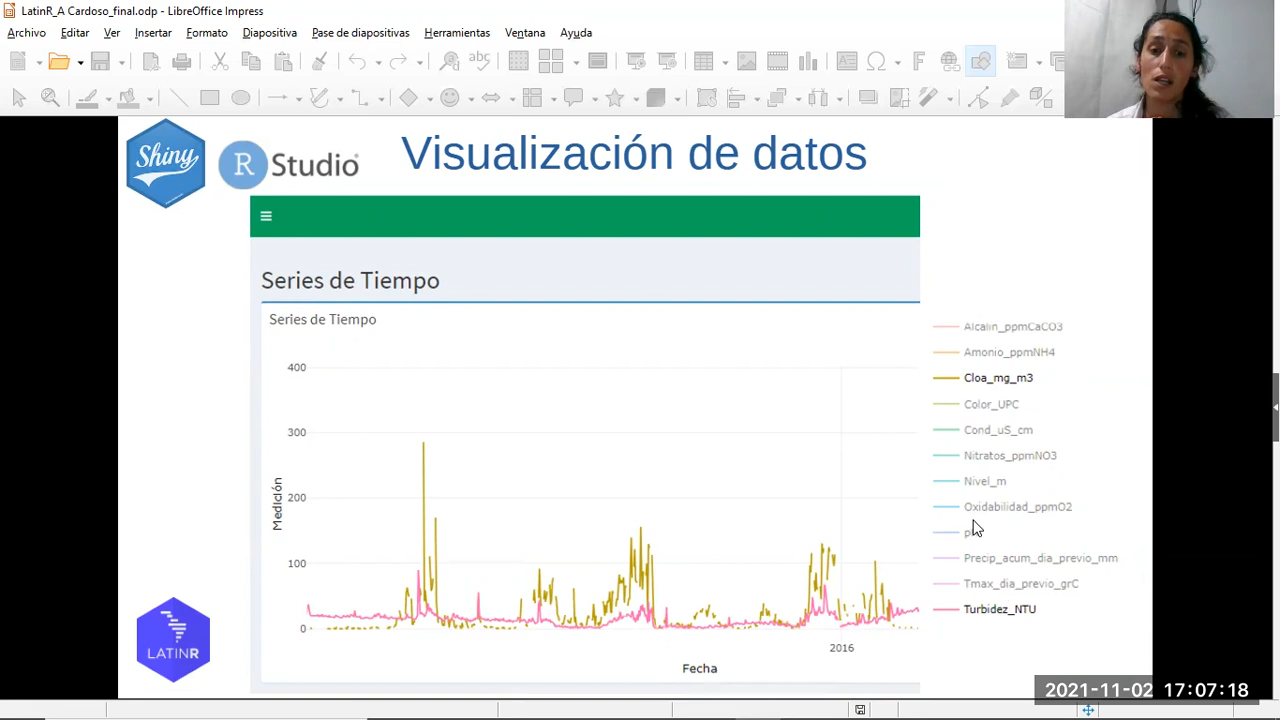 LatinR_A Cardoso_final.odp - LibreOffice Impress
Archivo Editar Ver Insertar Formato Diapositiva Pase de diapositivas Herramientas Ventana Ayuda
Shiny
R Studio
Visualización de datos
Series de Tiempo
Series de Tiempo
400
300
200
100
0
Medición
2016
Fecha
Alcalin_ppmCaCO3
Amonio_ppmNH4
Cloa_mg_m3
Color_UPC
Cond_uS_cm
Nitratos_ppmNO3
Nivel_m
Oxidabilidad_ppmO2
Precip_acum_dia_previo_mm
Tmax_dia_previo_grC
Turbidez_NTU
LATINR
2021-11-02 17:07:18